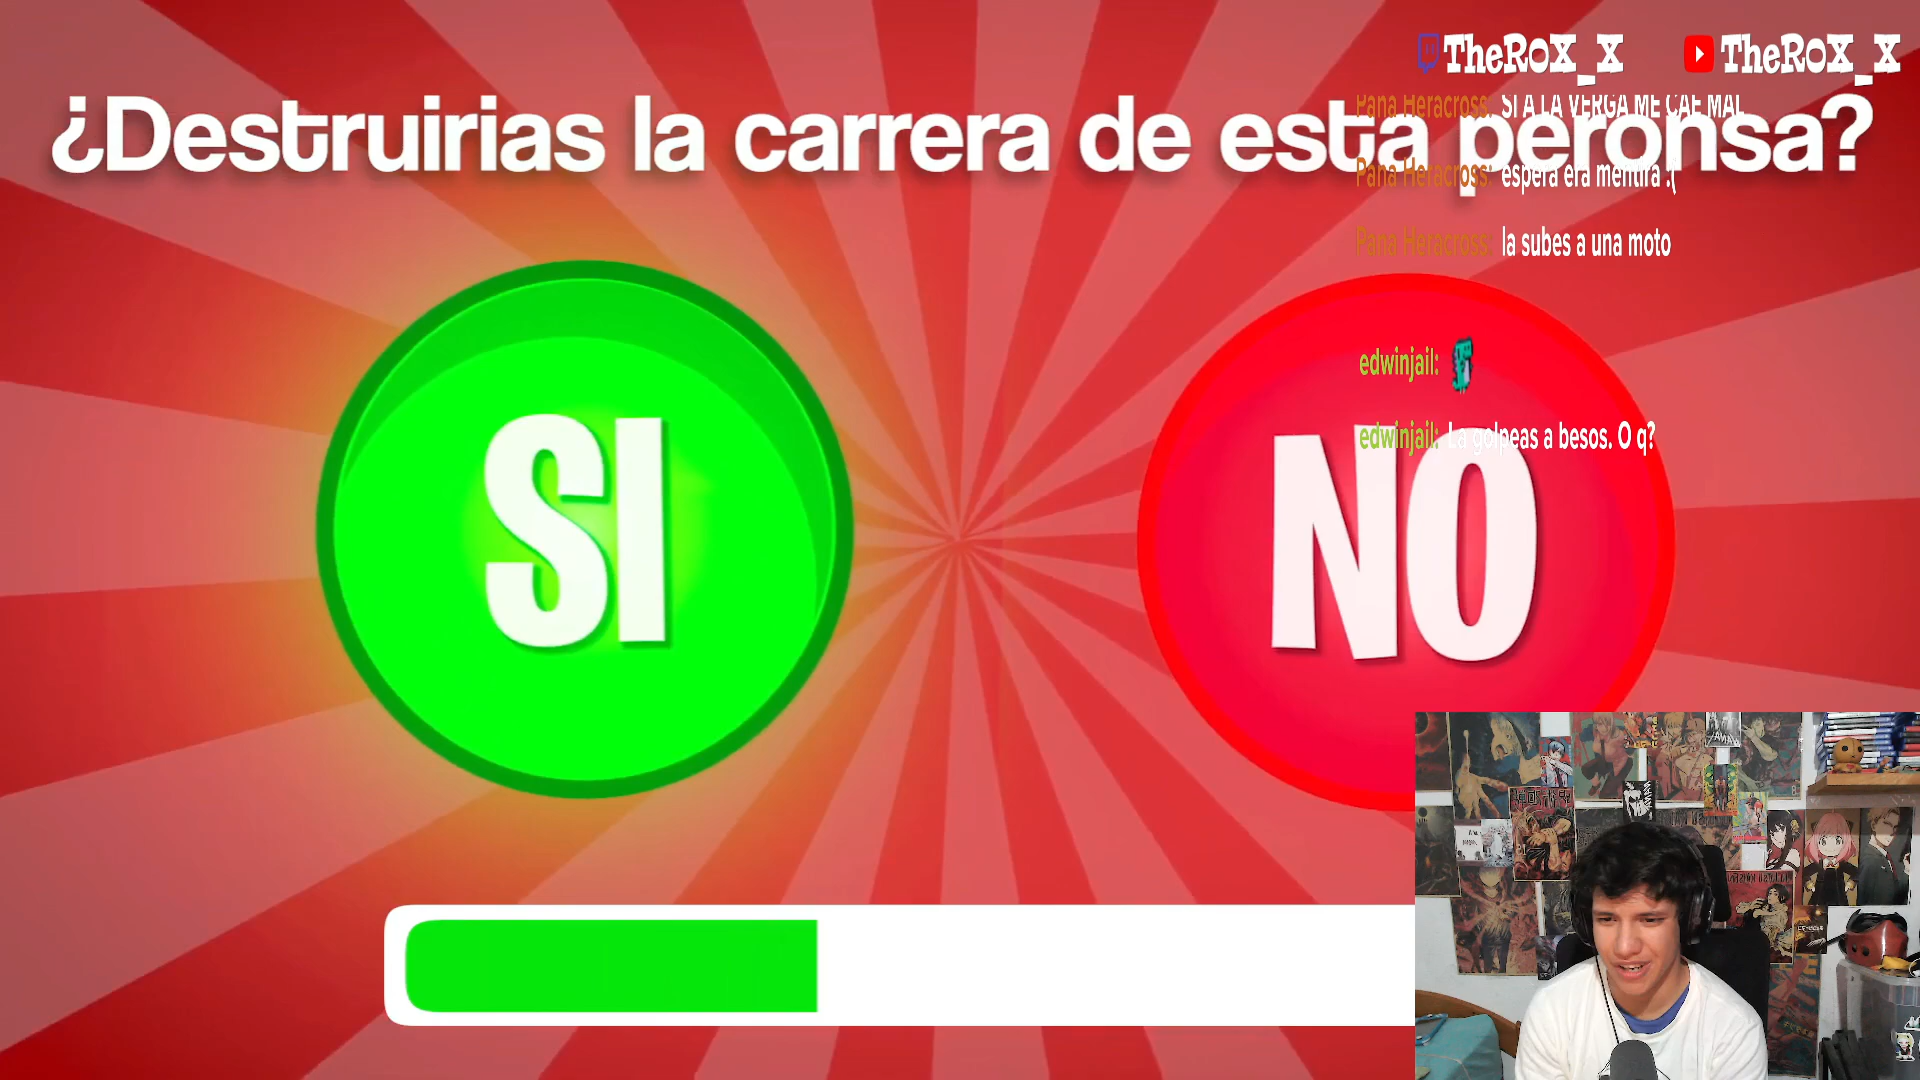 TheRoX_X
TheRoX_X
Pana Heracross: SI A LA VERGA ME CAE MAL
¿Destruirias la carrera de esta peronsa?
Pana Heracross: espera era mentira :(
Pana Heracross: la subes a una moto
edwinjail:
edwinjail: La golpeas a besos. O q?
SI
NO